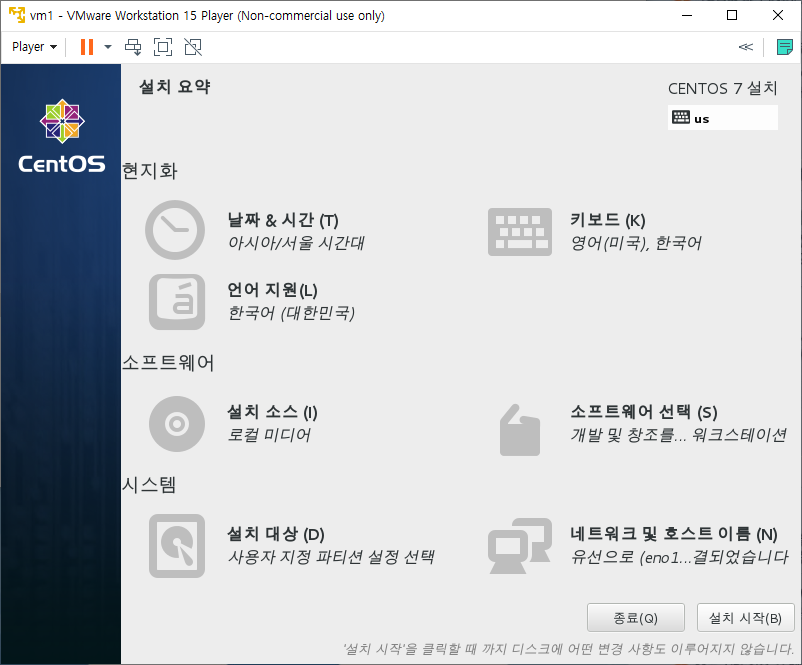 vm1 - VMware Workstation 15 Player (Non-commercial use only)
Player
설치 요약
CENTOS 7 설치
us
CentOS
현지화
날짜 & 시간 (T)
아시아/서울 시간대
키보드 (K)
영어(미국), 한국어
언어 지원(L)
한국어 (대한민국)
소프트웨어
설치 소스 (I)
로컬 미디어
소프트웨어 선택 (S)
개발 및 창조를... 워크스테이션
시스템
설치 대상 (D)
사용자 지정 파티션 설정 선택
네트워크 및 호스트 이름 (N)
유선으로 (eno1...결되었습니다
종료(Q)
설치 시작(B)
'설치 시작'을 클릭할 때 까지 디스크에 어떤 변경 사항도 이루어지지 않습니다.